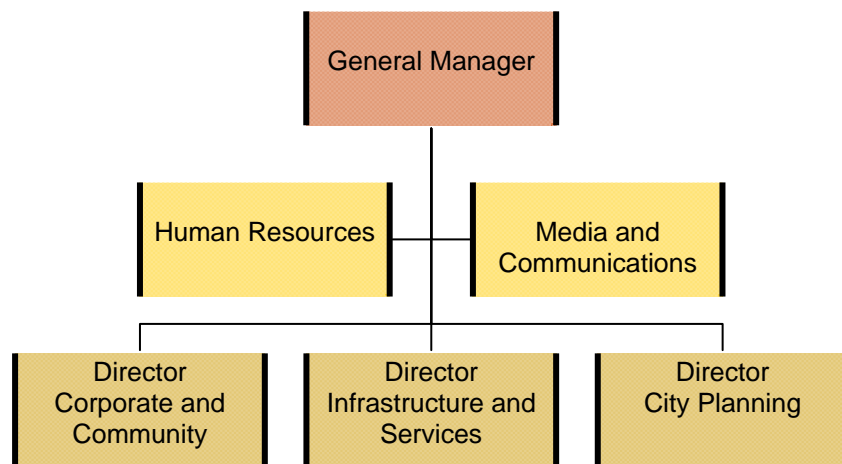 General Manager
Human Resources
Media and
Communications
Director
Corporate and
Community
Director
Infrastructure and
Services
Director
City Planning